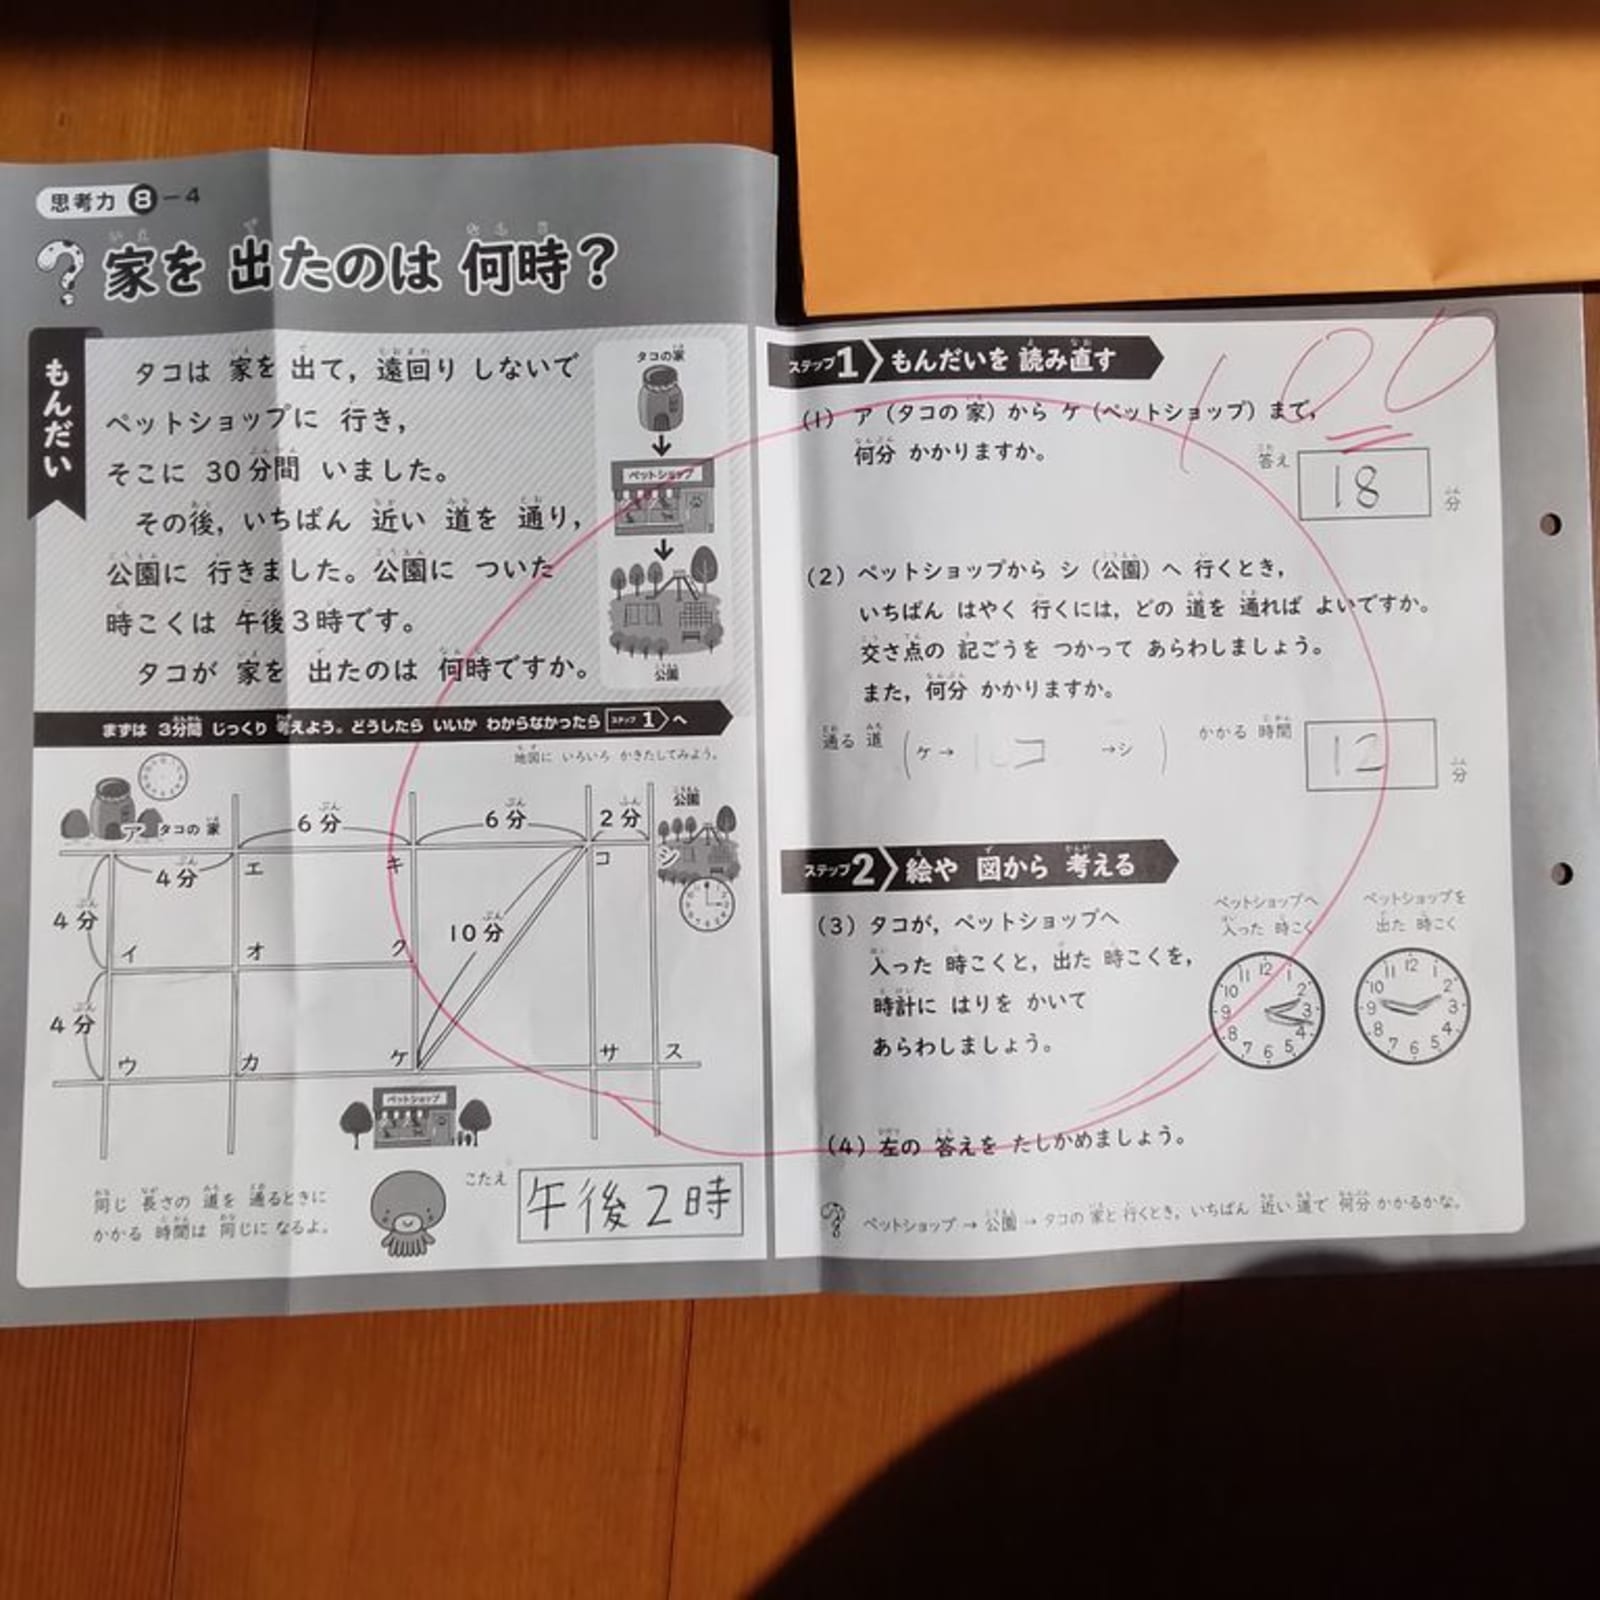 思考力 8-4
家を 出たのは 何時?
もんだい
タコは 家を 出て，遠回り しないで
ペットショップに 行き，
そこに 30分間 いました。
その後，いちばん 近い 道を 通り，
公園に 行きました。公園に ついた
時こくは 午後3時です。
タコが 家を 出たのは 何時ですか。
タコの家
ペットショップ
公園
まずは 3分間 じっくり 考えよう。どうしたら いいか わからなかったら ステップ1へ
地図に いろいろ かきたしてみよう。
ア タコの 家
6分
6分
2分
公園
4分
エ
キ
コ
シ
4分
10分
イ
オ
ク
4分
ウ
カ
ケ
サ
ス
ペットショップ
同じ 長さの 道を 通るときに
かかる 時間は 同じに なるよ。
こたえ
午後2時
100
ステップ1 もんだいを 読み直す
(1) ア（タコの 家）から ケ（ペットショップ）まで，
何分 かかりますか。
答え 18 分
(2) ペットショップから シ（公園）へ 行くとき，
いちばん はやく 行くには，どの 道を 通れば よいですか。
交さ点の 記ごうを つかって あらわしましょう。
また，何分 かかりますか。
通る 道 (ケ→ コ →シ) かかる 時間 12 分
ステップ2 絵や 図から 考える
(3) タコが，ペットショップへ
入った 時こくと，出た 時こくを，
時計に はりを かいて
あらわしましょう。
ペットショップへ
入った 時こく
12 1 2 3 4 5 6 7 8 9 10 11
ペットショップを
出た 時こく
12 1 2 3 4 5 6 7 8 9 10 11
(4) 左の 答えを たしかめましょう。
ペットショップ → 公園 → タコの 家と 行くとき，いちばん 近い 道で 何分 かかるかな。